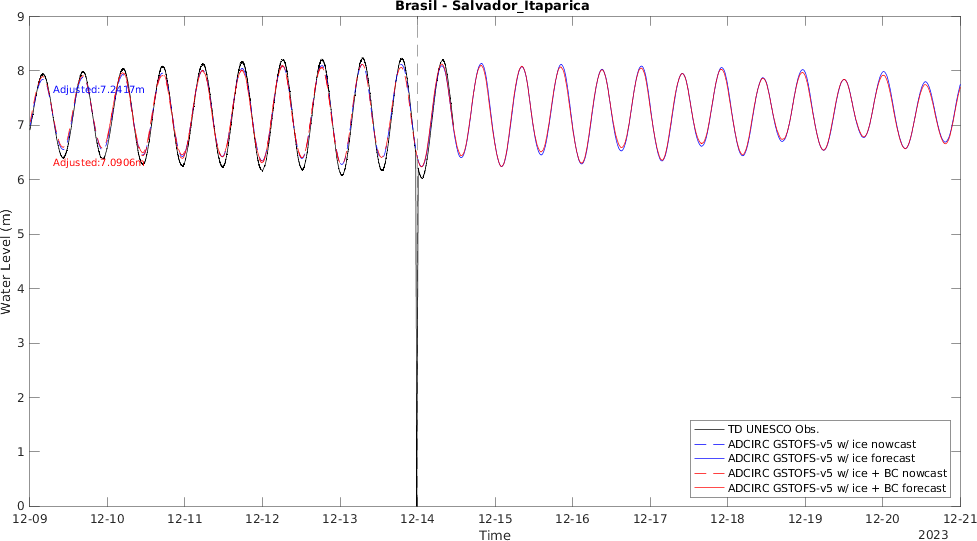 Brasil - Salvador_Itaparica
9
8
7
6
5
4
3
2
1
0
Water Level (m)
Adjusted:7.2417m
Adjusted:7.0906m
TD UNESCO Obs.
ADCIRC GSTOFS-v5 w/ ice nowcast
ADCIRC GSTOFS-v5 w/ ice forecast
ADCIRC GSTOFS-v5 w/ ice + BC nowcast
ADCIRC GSTOFS-v5 w/ ice + BC forecast
12-09 12-10 12-11 12-12 12-13 12-14 12-15 12-16 12-17 12-18 12-19 12-20 12-21
Time
2023